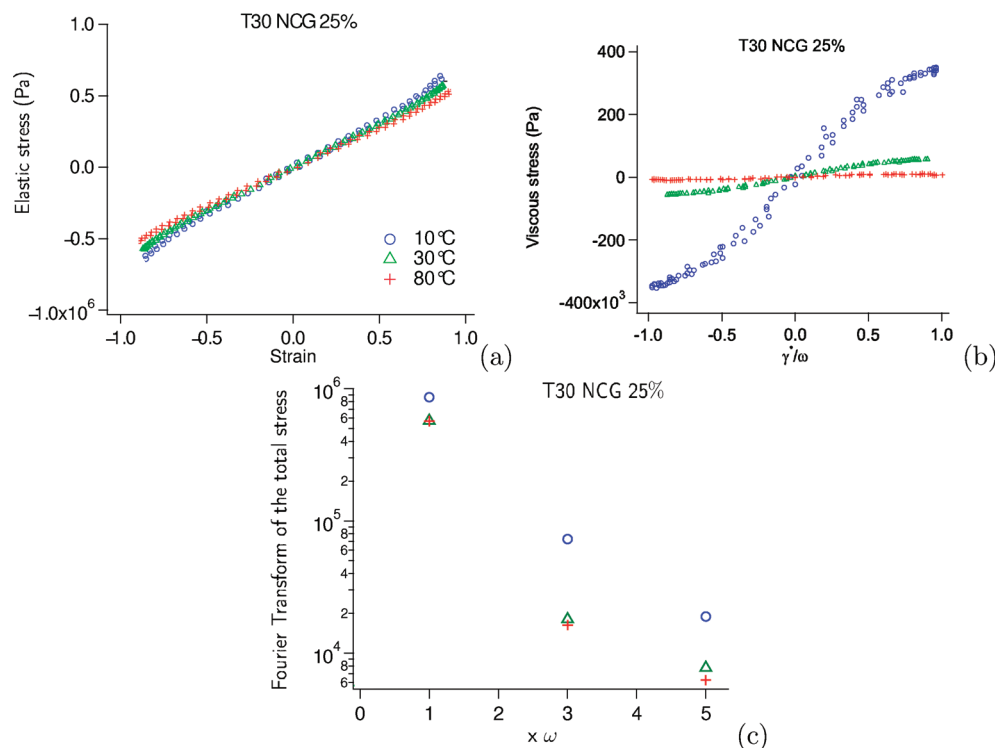 T30 NCG 25%
Elastic stress (Pa)
1.0
0.5
0.0
−0.5
−1.0x10⁶
−1.0
−0.5
0.0
0.5
1.0
Strain
10°C
30°C
80°C
(a)
T30 NCG 25%
Viscous stress (Pa)
400
200
0
-200
-400x10³
-1.0
-0.5
0.0
0.5
1.0
γ̇/ω
(b)
T30 NCG 25%
Fourier Transform of the total stress
10⁶
8
6
4
2
10⁵
8
6
4
2
10⁴
8
6
0
1
2
3
4
5
x ω
(c)